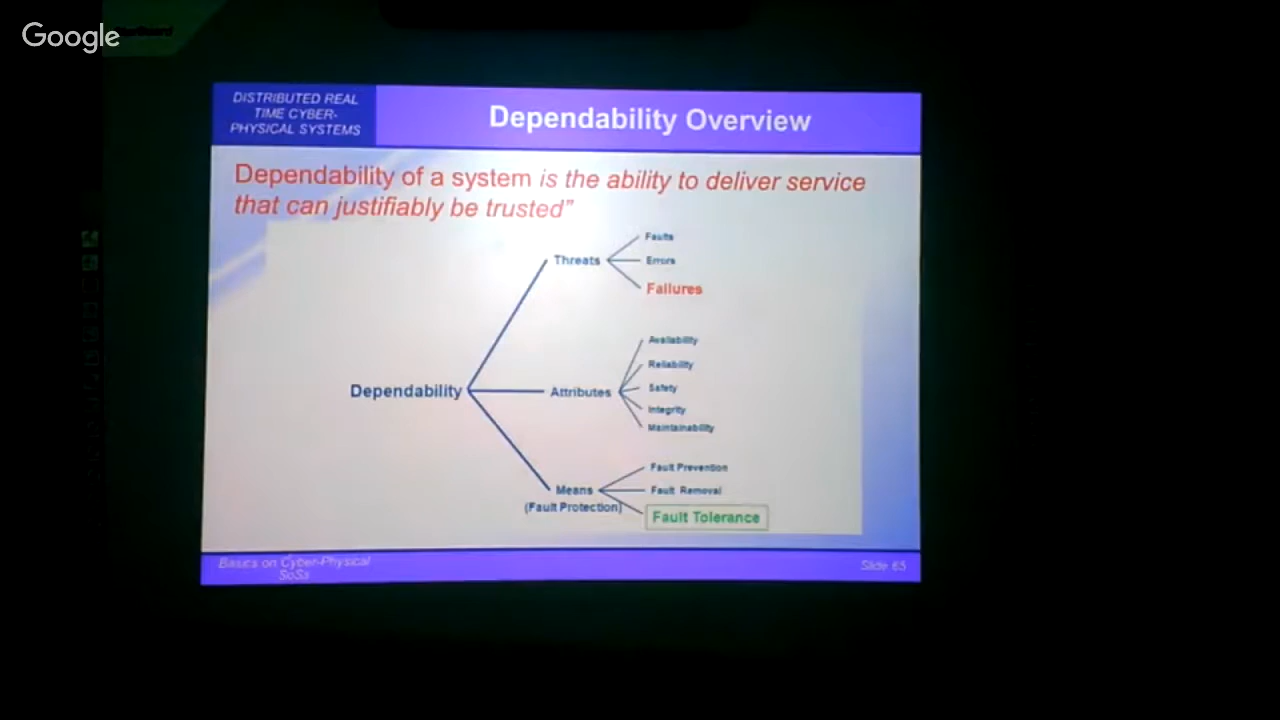 Google
DISTRIBUTED REAL
TIME CYBER-
PHYSICAL SYSTEMS
Dependability Overview
Dependability of a system is the ability to deliver service
that can justifiably be trusted”
Faults
Threats
Errors
Failures
Availability
Reliability
Dependability
Attributes
Safety
Integrity
Maintainability
Fault Prevention
Means
Fault Removal
(Fault Protection)
Fault Tolerance
Basics on Cyber-Physical
SoSs
Slide 65